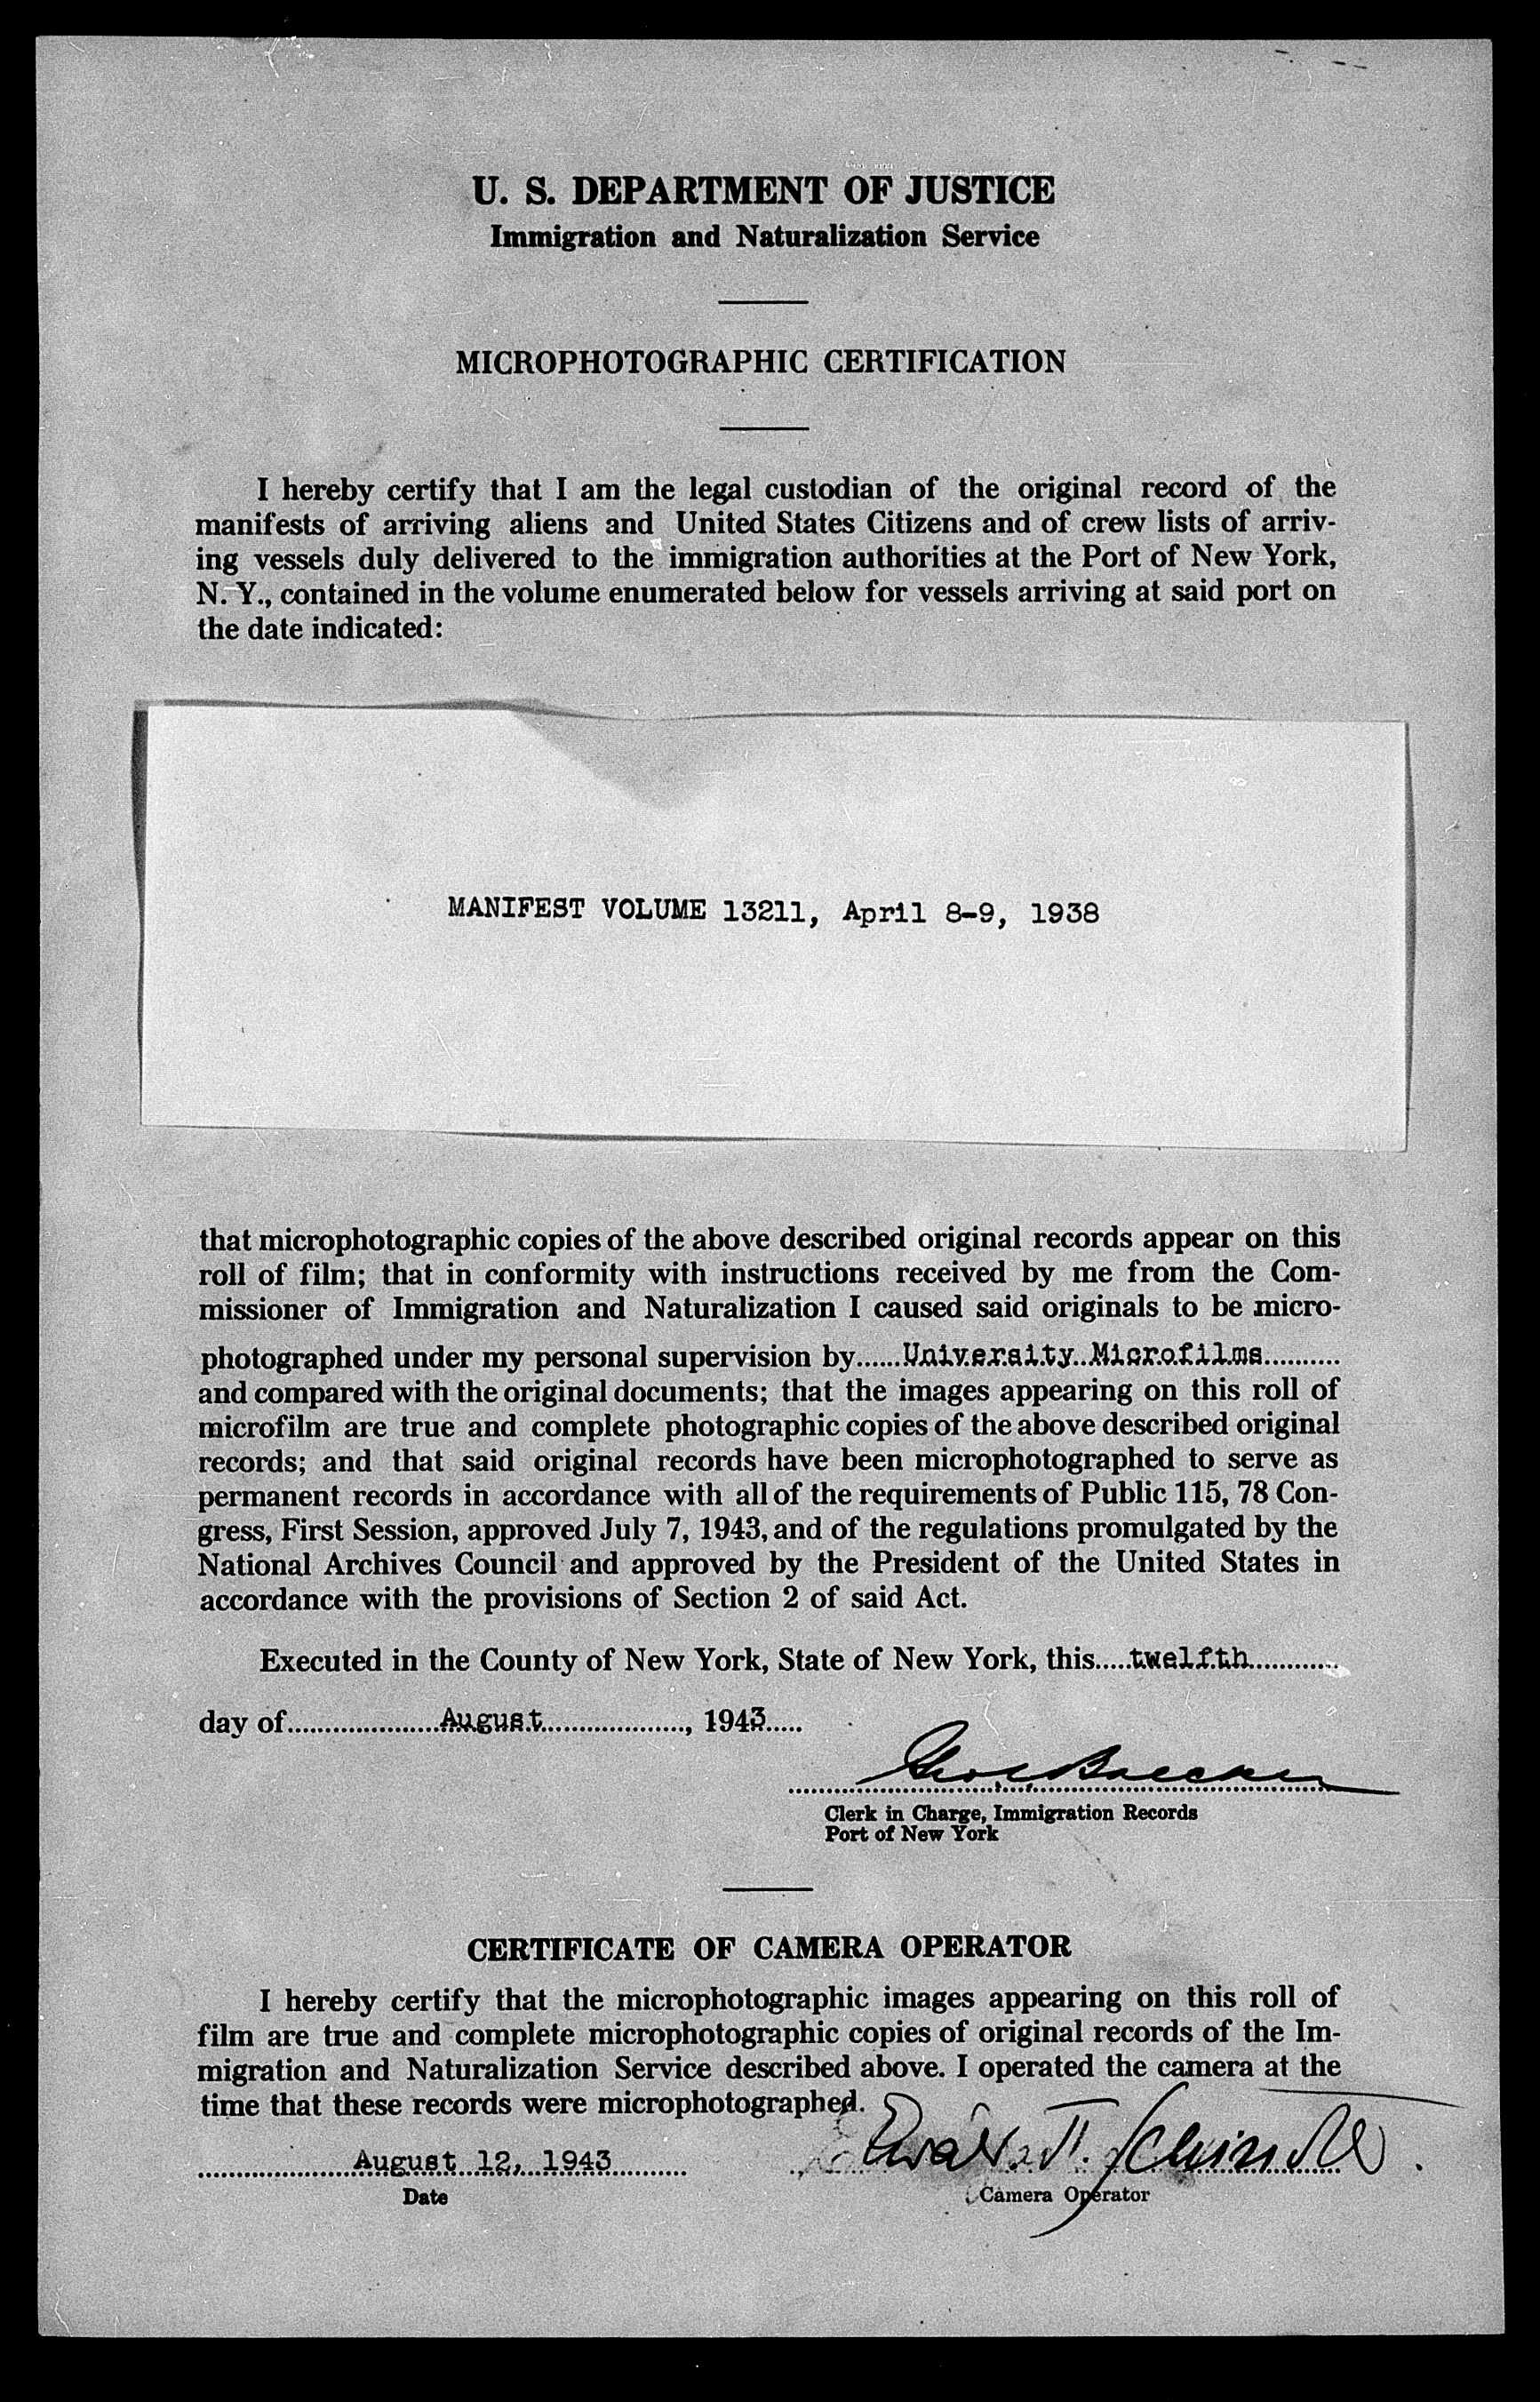 U. S. DEPARTMENT OF JUSTICE
Immigration and Naturalization Service
MICROPHOTOGRAPHIC CERTIFICATION
I hereby certify that I am the legal custodian of the original record of the
manifests of arriving aliens and United States Citizens and of crew lists of arriv-
ing vessels duly delivered to the immigration authorities at the Port of New York,
N. Y., contained in the volume enumerated below for vessels arriving at said port on
the date indicated:
MANIFEST VOLUME 13211, April 8-9, 1938
that microphotographic copies of the above described original records appear on this
roll of film; that in conformity with instructions received by me from the Com-
missioner of Immigration and Naturalization I caused said originals to be micro-
photographed under my personal supervision by......University Microfilms..........
and compared with the original documents; that the images appearing on this roll of
microfilm are true and complete photographic copies of the above described original
records; and that said original records have been microphotographed to serve as
permanent records in accordance with all of the requirements of Public 115, 78 Con-
gress, First Session, approved July 7, 1943, and of the regulations promulgated by the
National Archives Council and approved by the President of the United States in
accordance with the provisions of Section 2 of said Act.
Executed in the County of New York, State of New York, this.....twelfth............
day of.....................August...................., 1943.....
Clerk in Charge, Immigration Records
Port of New York
CERTIFICATE OF CAMERA OPERATOR
I hereby certify that the microphotographic images appearing on this roll of
film are true and complete microphotographic copies of original records of the Im-
migration and Naturalization Service described above. I operated the camera at the
time that these records were microphotographed.
August 12, 1943
Date
Camera Operator